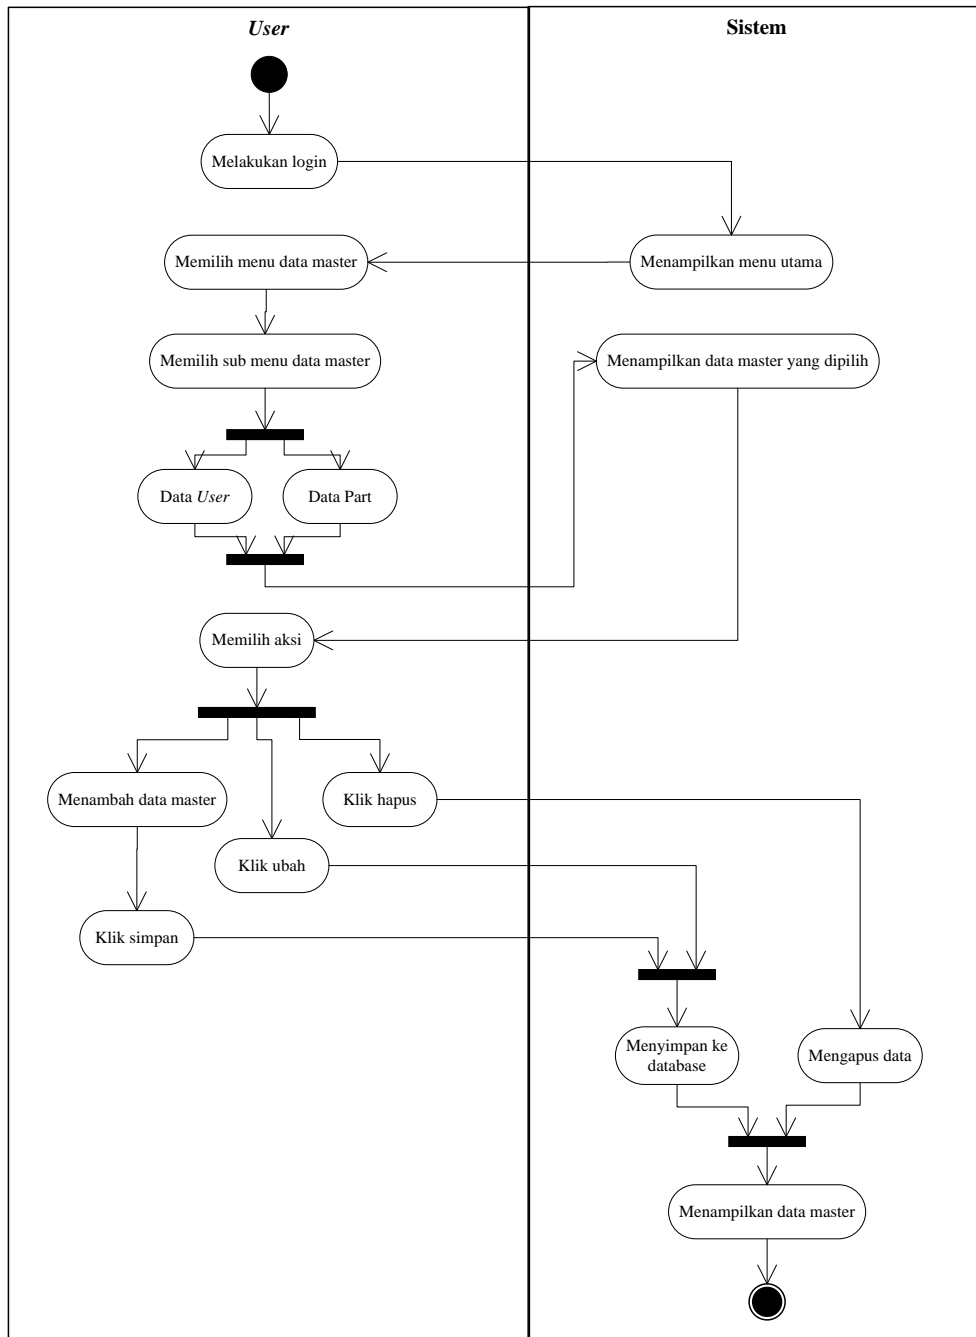 User
Sistem
Melakukan login
Memilih menu data master
Menampilkan menu utama
Memilih sub menu data master
Menampilkan data master yang dipilih
Data User
Data Part
Memilih aksi
Menambah data master
Klik hapus
Klik ubah
Klik simpan
Menyimpan ke
database
Mengapus data
Menampilkan data master